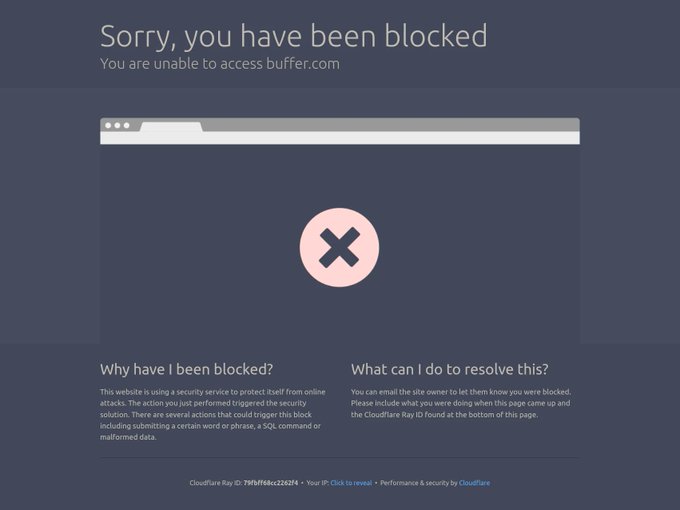 Sorry, you have been blocked
You are unable to access buffer.com
Why have I been blocked?
This website is using a security service to protect itself from online
attacks. The action you just performed triggered the security
solution. There are several actions that could trigger this block
including submitting a certain word or phrase, a SQL command or
malformed data.
What can I do to resolve this?
You can email the site owner to let them know you were blocked.
Please include what you were doing when this page came up and
the Cloudflare Ray ID found at the bottom of this page.
Cloudflare Ray ID: 79fbff68cc2262f4 • Your IP: Click to reveal • Performance & security by Cloudflare